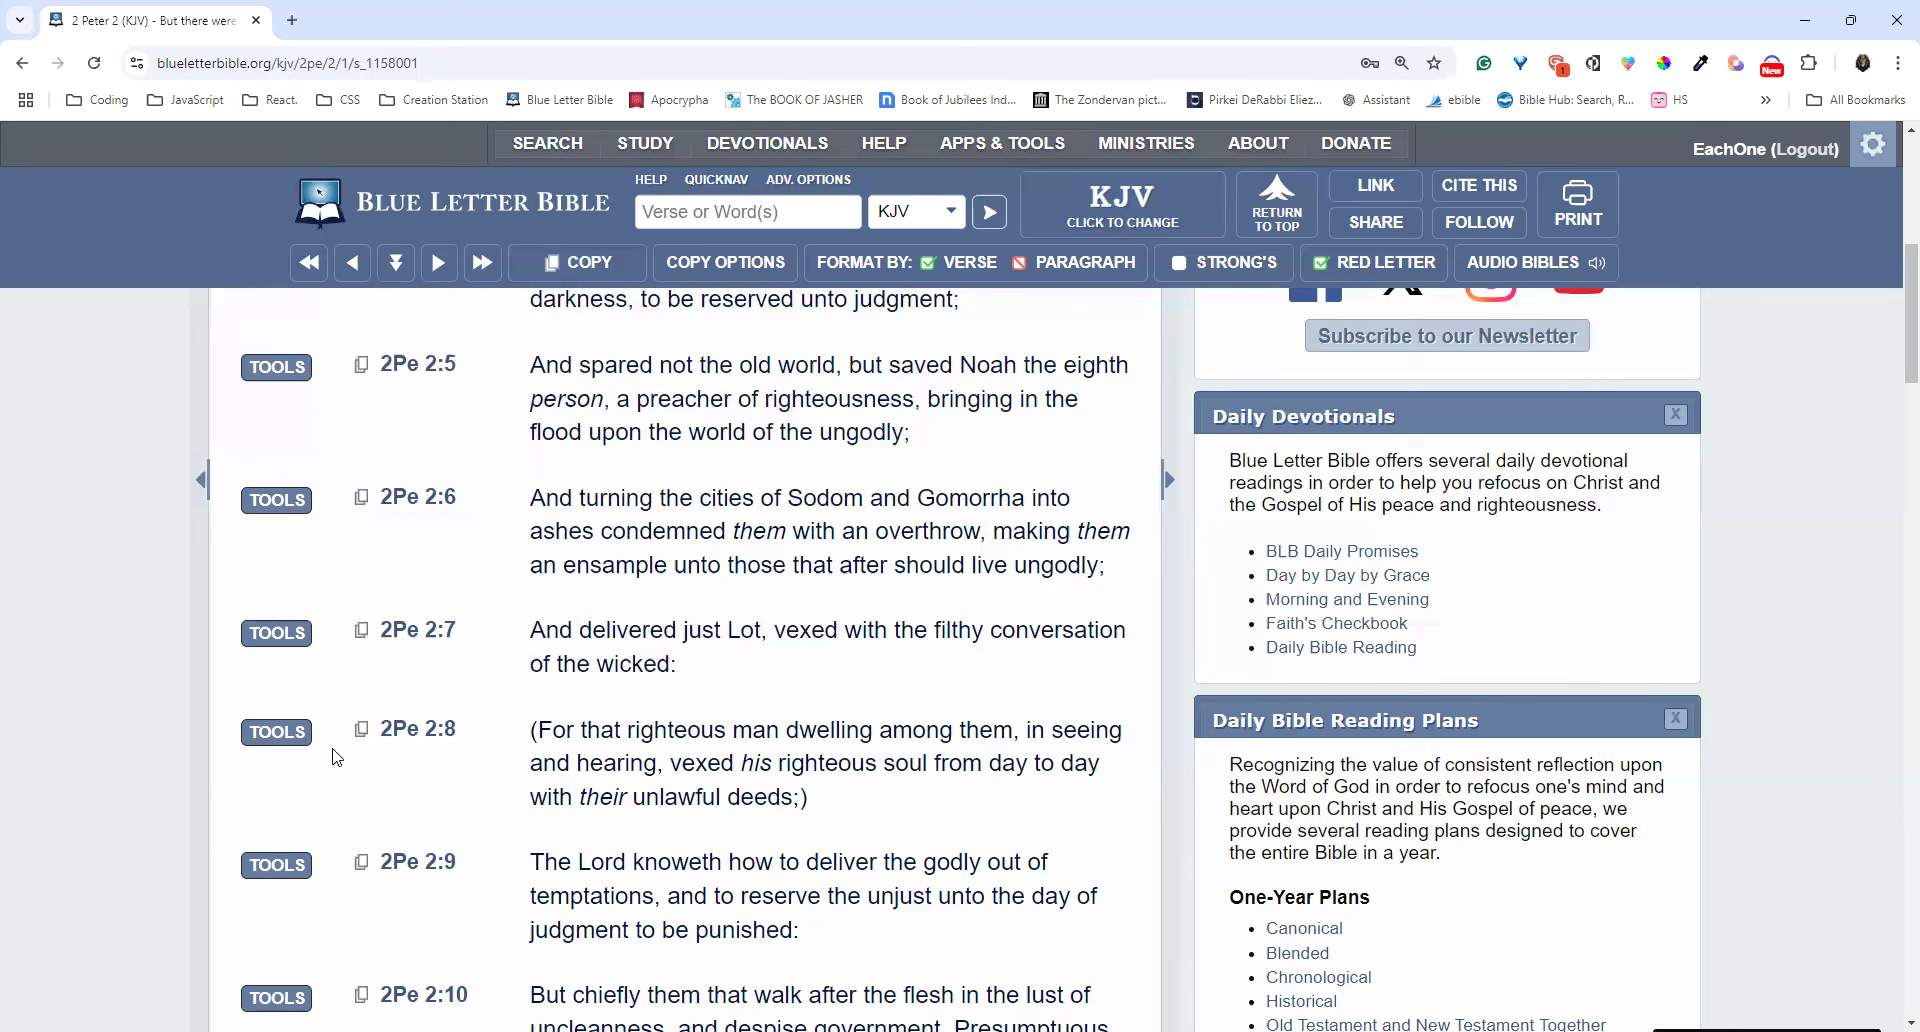 2 Peter 2 (KJV) - But there were
blueletterbible.org/kjv/2pe/2/1/s_1158001
1
New
Coding JavaScript React. CSS Creation Station Blue Letter Bible Apocrypha The BOOK OF JASHER Book of Jubilees Ind... The Zondervan pict... Pirkei DeRabbi Eliez... Assistant ebible Bible Hub: Search, R... HS » All Bookmarks
SEARCH STUDY DEVOTIONALS HELP APPS & TOOLS MINISTRIES ABOUT DONATE
EachOne (Logout)
BLUE LETTER BIBLE
HELP QUICKNAV ADV. OPTIONS
Verse or Word(s) KJV
KJV
CLICK TO CHANGE
RETURN
TO TOP
LINK CITE THIS
SHARE FOLLOW
PRINT
COPY COPY OPTIONS FORMAT BY: VERSE PARAGRAPH STRONG'S RED LETTER AUDIO BIBLES
darkness, to be reserved unto judgment;
TOOLS 2Pe 2:5 And spared not the old world, but saved Noah the eighth
person, a preacher of righteousness, bringing in the
flood upon the world of the ungodly;
TOOLS 2Pe 2:6 And turning the cities of Sodom and Gomorrha into
ashes condemned them with an overthrow, making them
an ensample unto those that after should live ungodly;
TOOLS 2Pe 2:7 And delivered just Lot, vexed with the filthy conversation
of the wicked:
TOOLS 2Pe 2:8 (For that righteous man dwelling among them, in seeing
and hearing, vexed his righteous soul from day to day
with their unlawful deeds;)
TOOLS 2Pe 2:9 The Lord knoweth how to deliver the godly out of
temptations, and to reserve the unjust unto the day of
judgment to be punished:
TOOLS 2Pe 2:10 But chiefly them that walk after the flesh in the lust of
uncleanness, and despise government. Presumptuous
Subscribe to our Newsletter
Daily Devotionals X
Blue Letter Bible offers several daily devotional
readings in order to help you refocus on Christ and
the Gospel of His peace and righteousness.
• BLB Daily Promises
• Day by Day by Grace
• Morning and Evening
• Faith's Checkbook
• Daily Bible Reading
Daily Bible Reading Plans X
Recognizing the value of consistent reflection upon
the Word of God in order to refocus one's mind and
heart upon Christ and His Gospel of peace, we
provide several reading plans designed to cover
the entire Bible in a year.
One-Year Plans
• Canonical
• Blended
• Chronological
• Historical
• Old Testament and New Testament Together